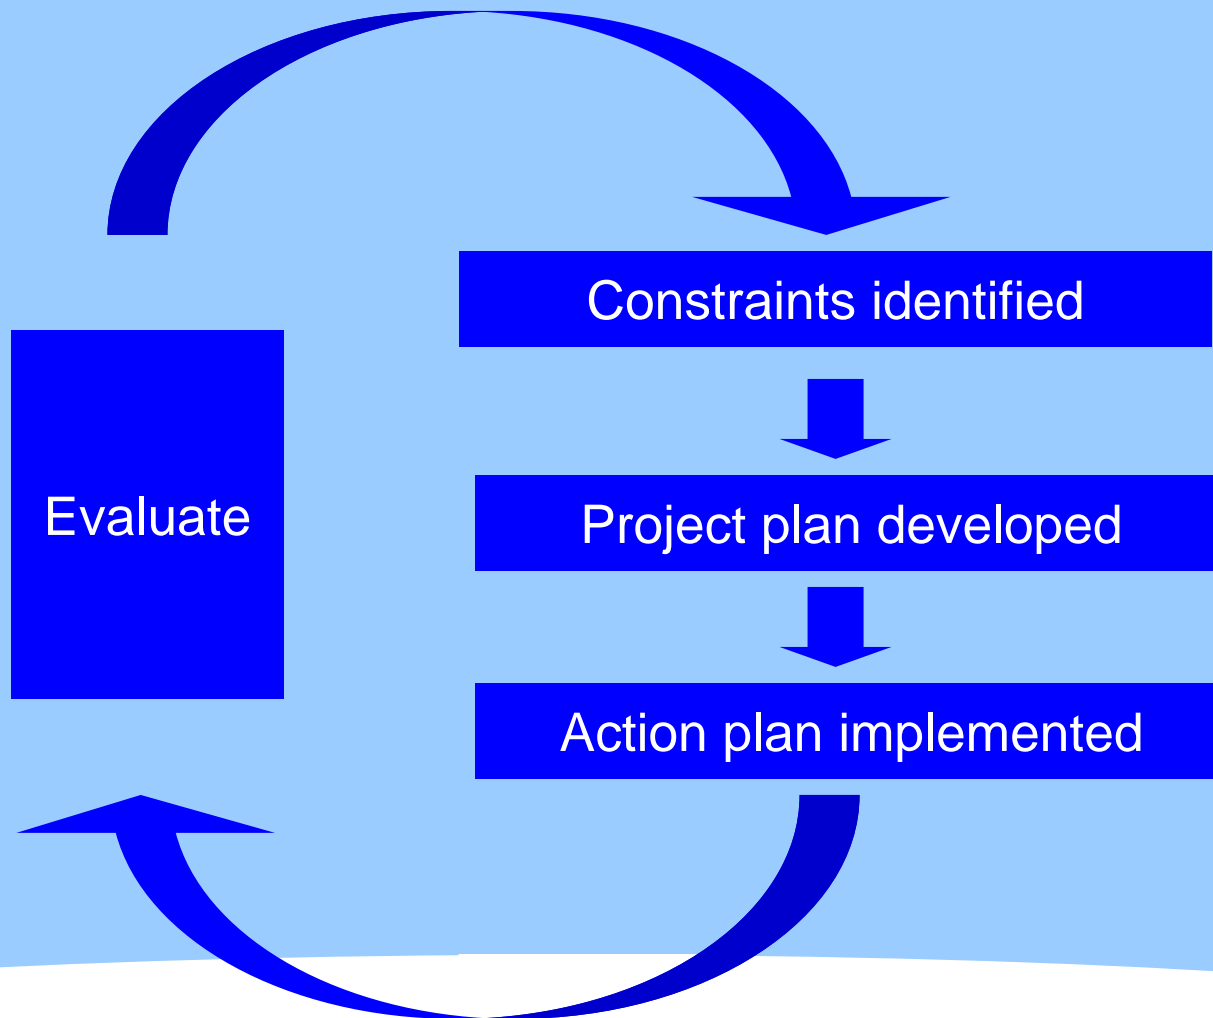 Constraints identified
Evaluate
Project plan developed
Action plan implemented